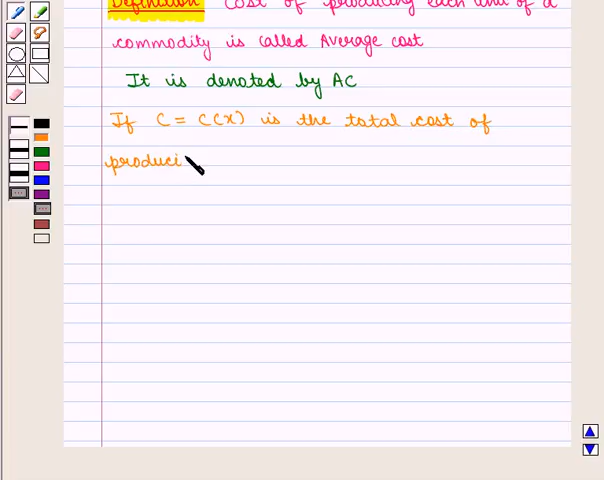 Definition Cost of producing each unit of a
commodity is called Average cost
It is denoted by AC
If C = C(x) is the total cost of
produci